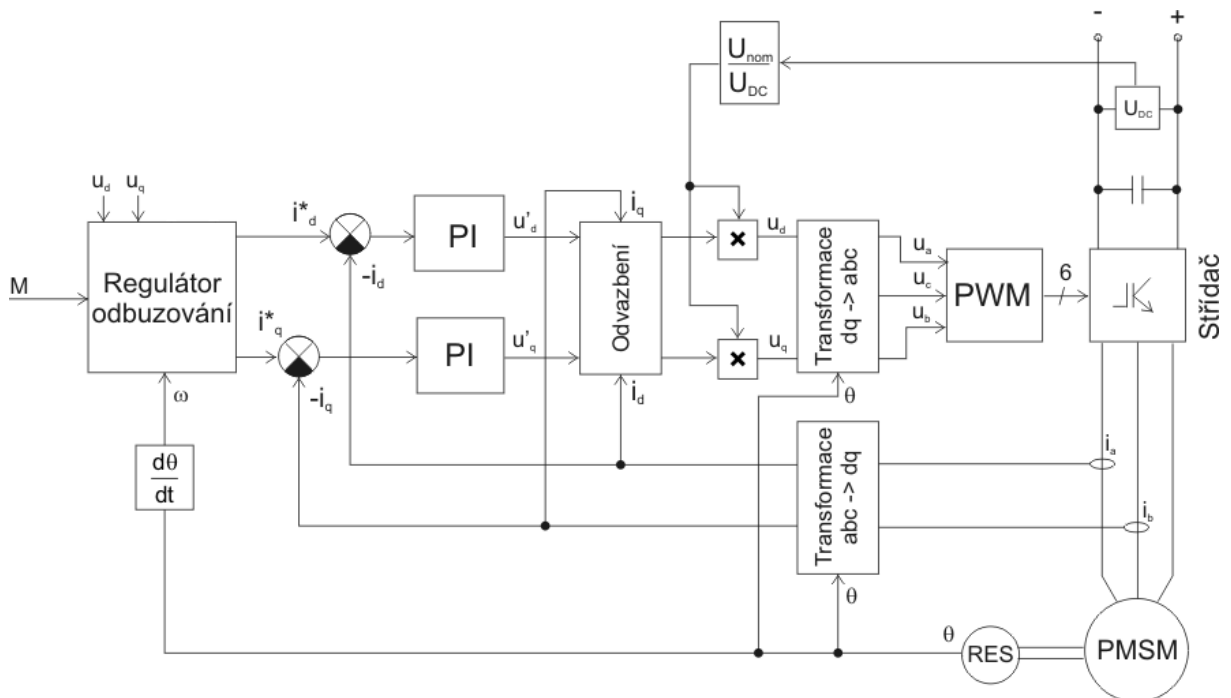 - +
U_nom
U_DC
U_DC
u_d u_q
i*_d
PI
u'_d
i_q
u_d
u_a
6
M
Regulátor
odbuzování
-i_d
Odvazbení
×
Transformace
dq -> abc
u_c
PWM
Střídač
i*_q
PI
u'_q
×
u_q
u_b
ω
-i_q
i_d
θ
dθ
dt
Transformace
abc -> dq
i_a
i_b
θ
θ
RES
PMSM